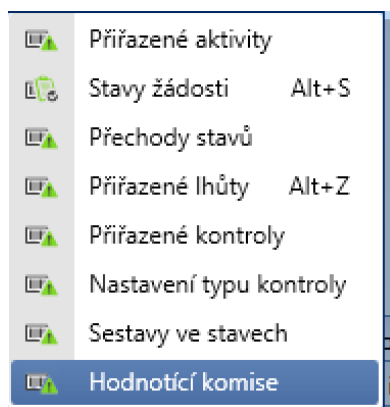 Přiřazené aktivity
Stavy žádosti Alt+S
Přechody stavů
Přiřazené lhůty Alt+Z
Přiřazené kontroly
Nastavení typu kontroly
Sestavy ve stavech
Hodnotící komise